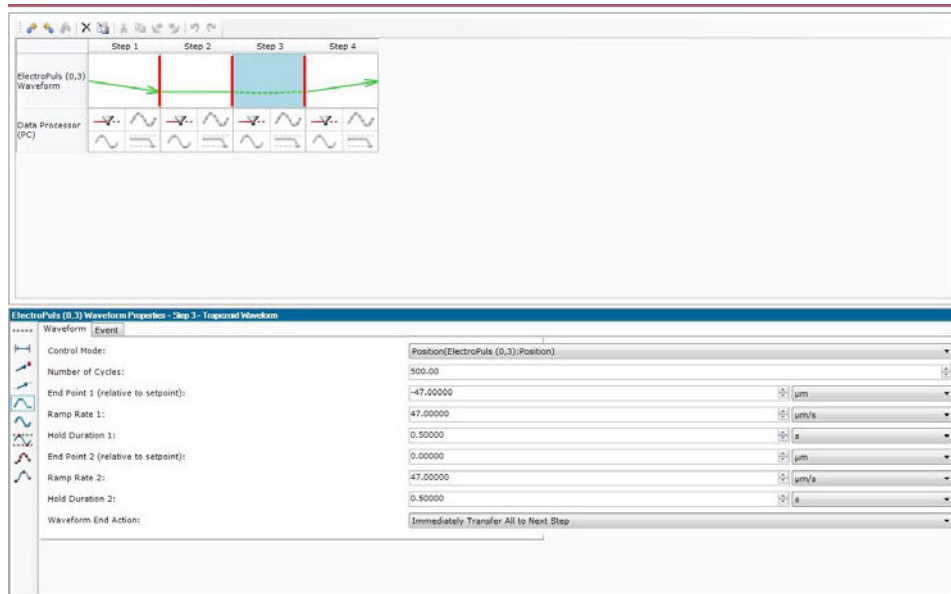 Step 1 Step 2 Step 3 Step 4
ElectroPuls (0,3)
Waveform
Data Processor
(PC)
ElectroPuls (0,3) Waveform Properties - Step 3 - Trapezoid Waveform
Waveform Event
Control Mode: Position(ElectroPuls (0,3):Position)
Number of Cycles: 500.00
End Point 1 (relative to setpoint): -47.00000 µm
Ramp Rate 1: 47.00000 µm/s
Hold Duration 1: 0.50000 s
End Point 2 (relative to setpoint): 0.00000 µm
Ramp Rate 2: 47.00000 µm/s
Hold Duration 2: 0.50000 s
Waveform End Action: Immediately Transfer All to Next Step